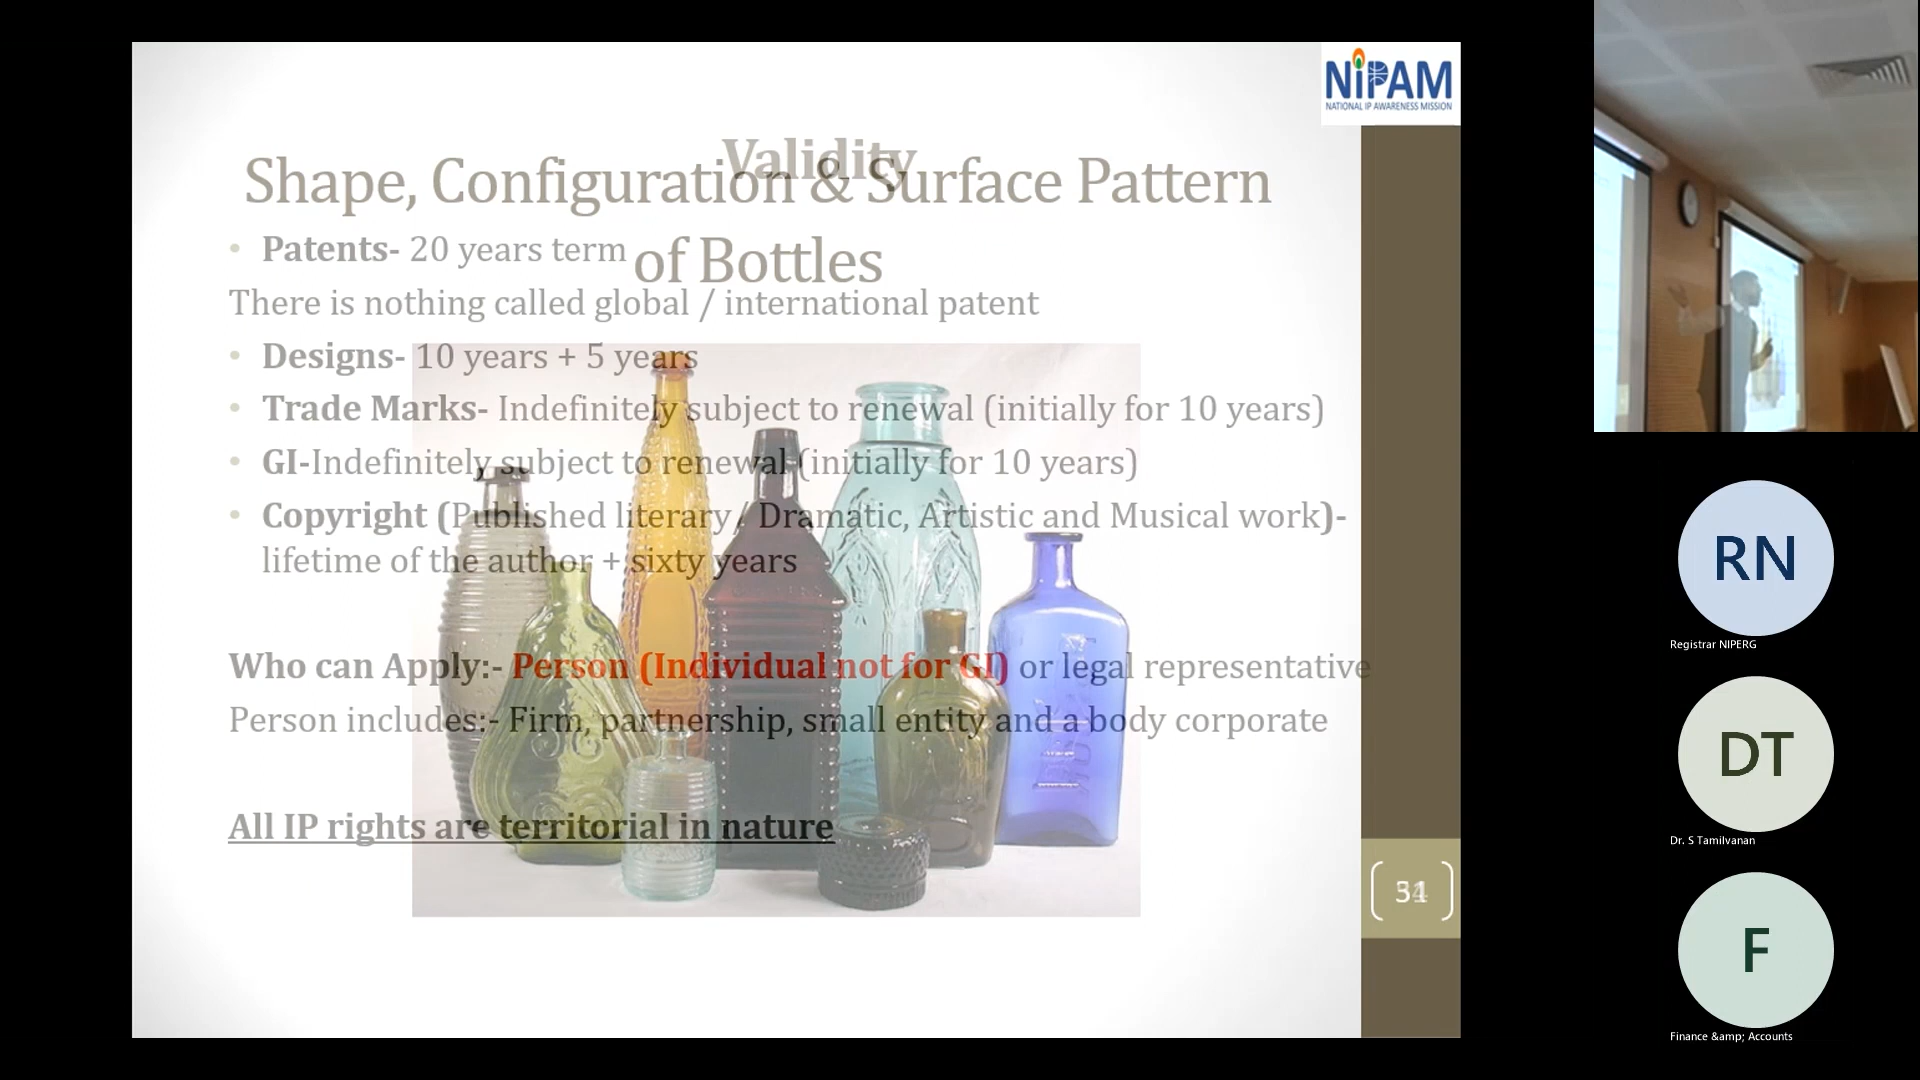 NiPAM
NATIONAL IP AWARENESS MISSION
Validity
Shape, Configuration & Surface Pattern
of Bottles
• Patents- 20 years term
There is nothing called global / international patent
• Designs- 10 years + 5 years
• Trade Marks- Indefinitely subject to renewal (initially for 10 years)
• GI-Indefinitely subject to renewal (initially for 10 years)
• Copyright (Published literary/ Dramatic, Artistic and Musical work)-
lifetime of the author + sixty years
Who can Apply:- Person (Individual not for GI) or legal representative
Person includes:- Firm, partnership, small entity and a body corporate
All IP rights are territorial in nature
RN
Registrar NIPERG
DT
Dr. S Tamilvanan
F
Finance &amp; Accounts